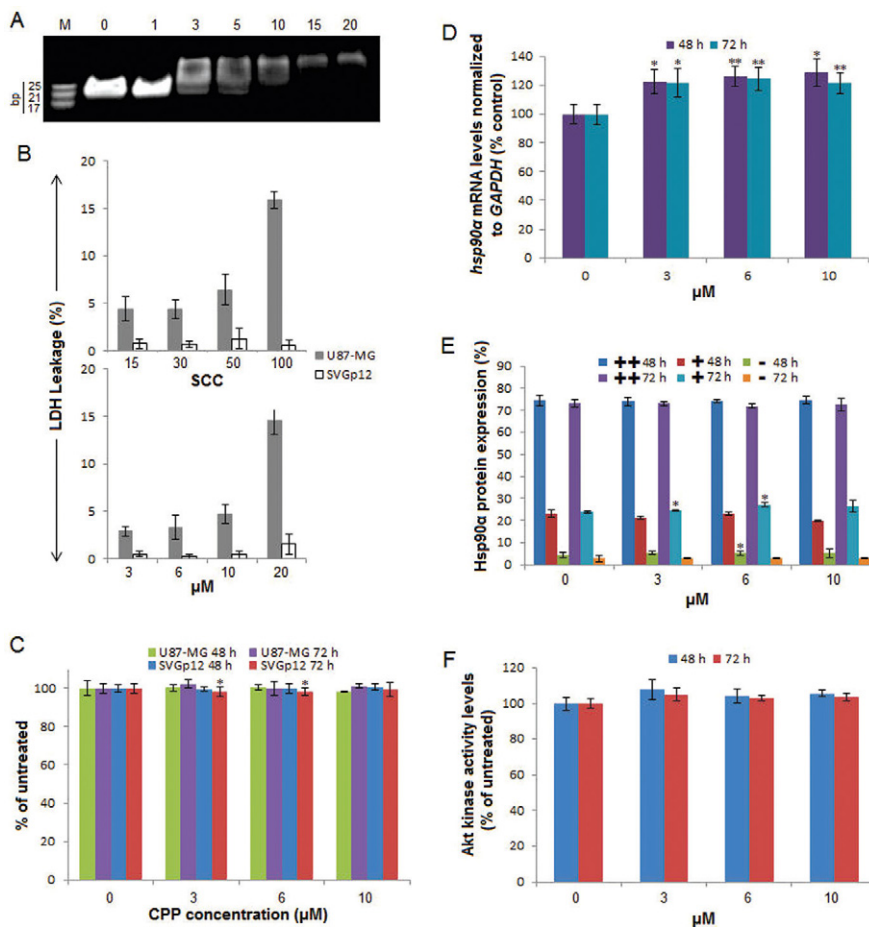 A
M 0 1 3 5 10 15 20
bp
25
21
17
B
LDH Leakage (%)
20
15
10
5
0
15 30 50 100
SCC
U87-MG
SVGp12
20
15
10
5
0
3 6 10 20
µM
C
U87-MG 48 h U87-MG 72 h
SVGp12 48 h SVGp12 72 h
% of untreated
120
100
80
60
40
20
0
* *
0 3 6 10
CPP concentration (µM)
D
48 h 72 h
hsp90α mRNA levels normalized
to GAPDH (% control)
140
120
100
80
60
40
20
0
* * ** ** * **
0 3 6 10
µM
E
++ 48 h + 48 h - 48 h
++ 72 h + 72 h - 72 h
Hsp90α protein expression (%)
90
80
70
60
50
40
30
20
10
0
* * *
0 3 6 10
µM
F
48 h 72 h
Akt kinase activity levels
(% of untreated)
120
100
80
60
40
20
0
0 3 6 10
µM